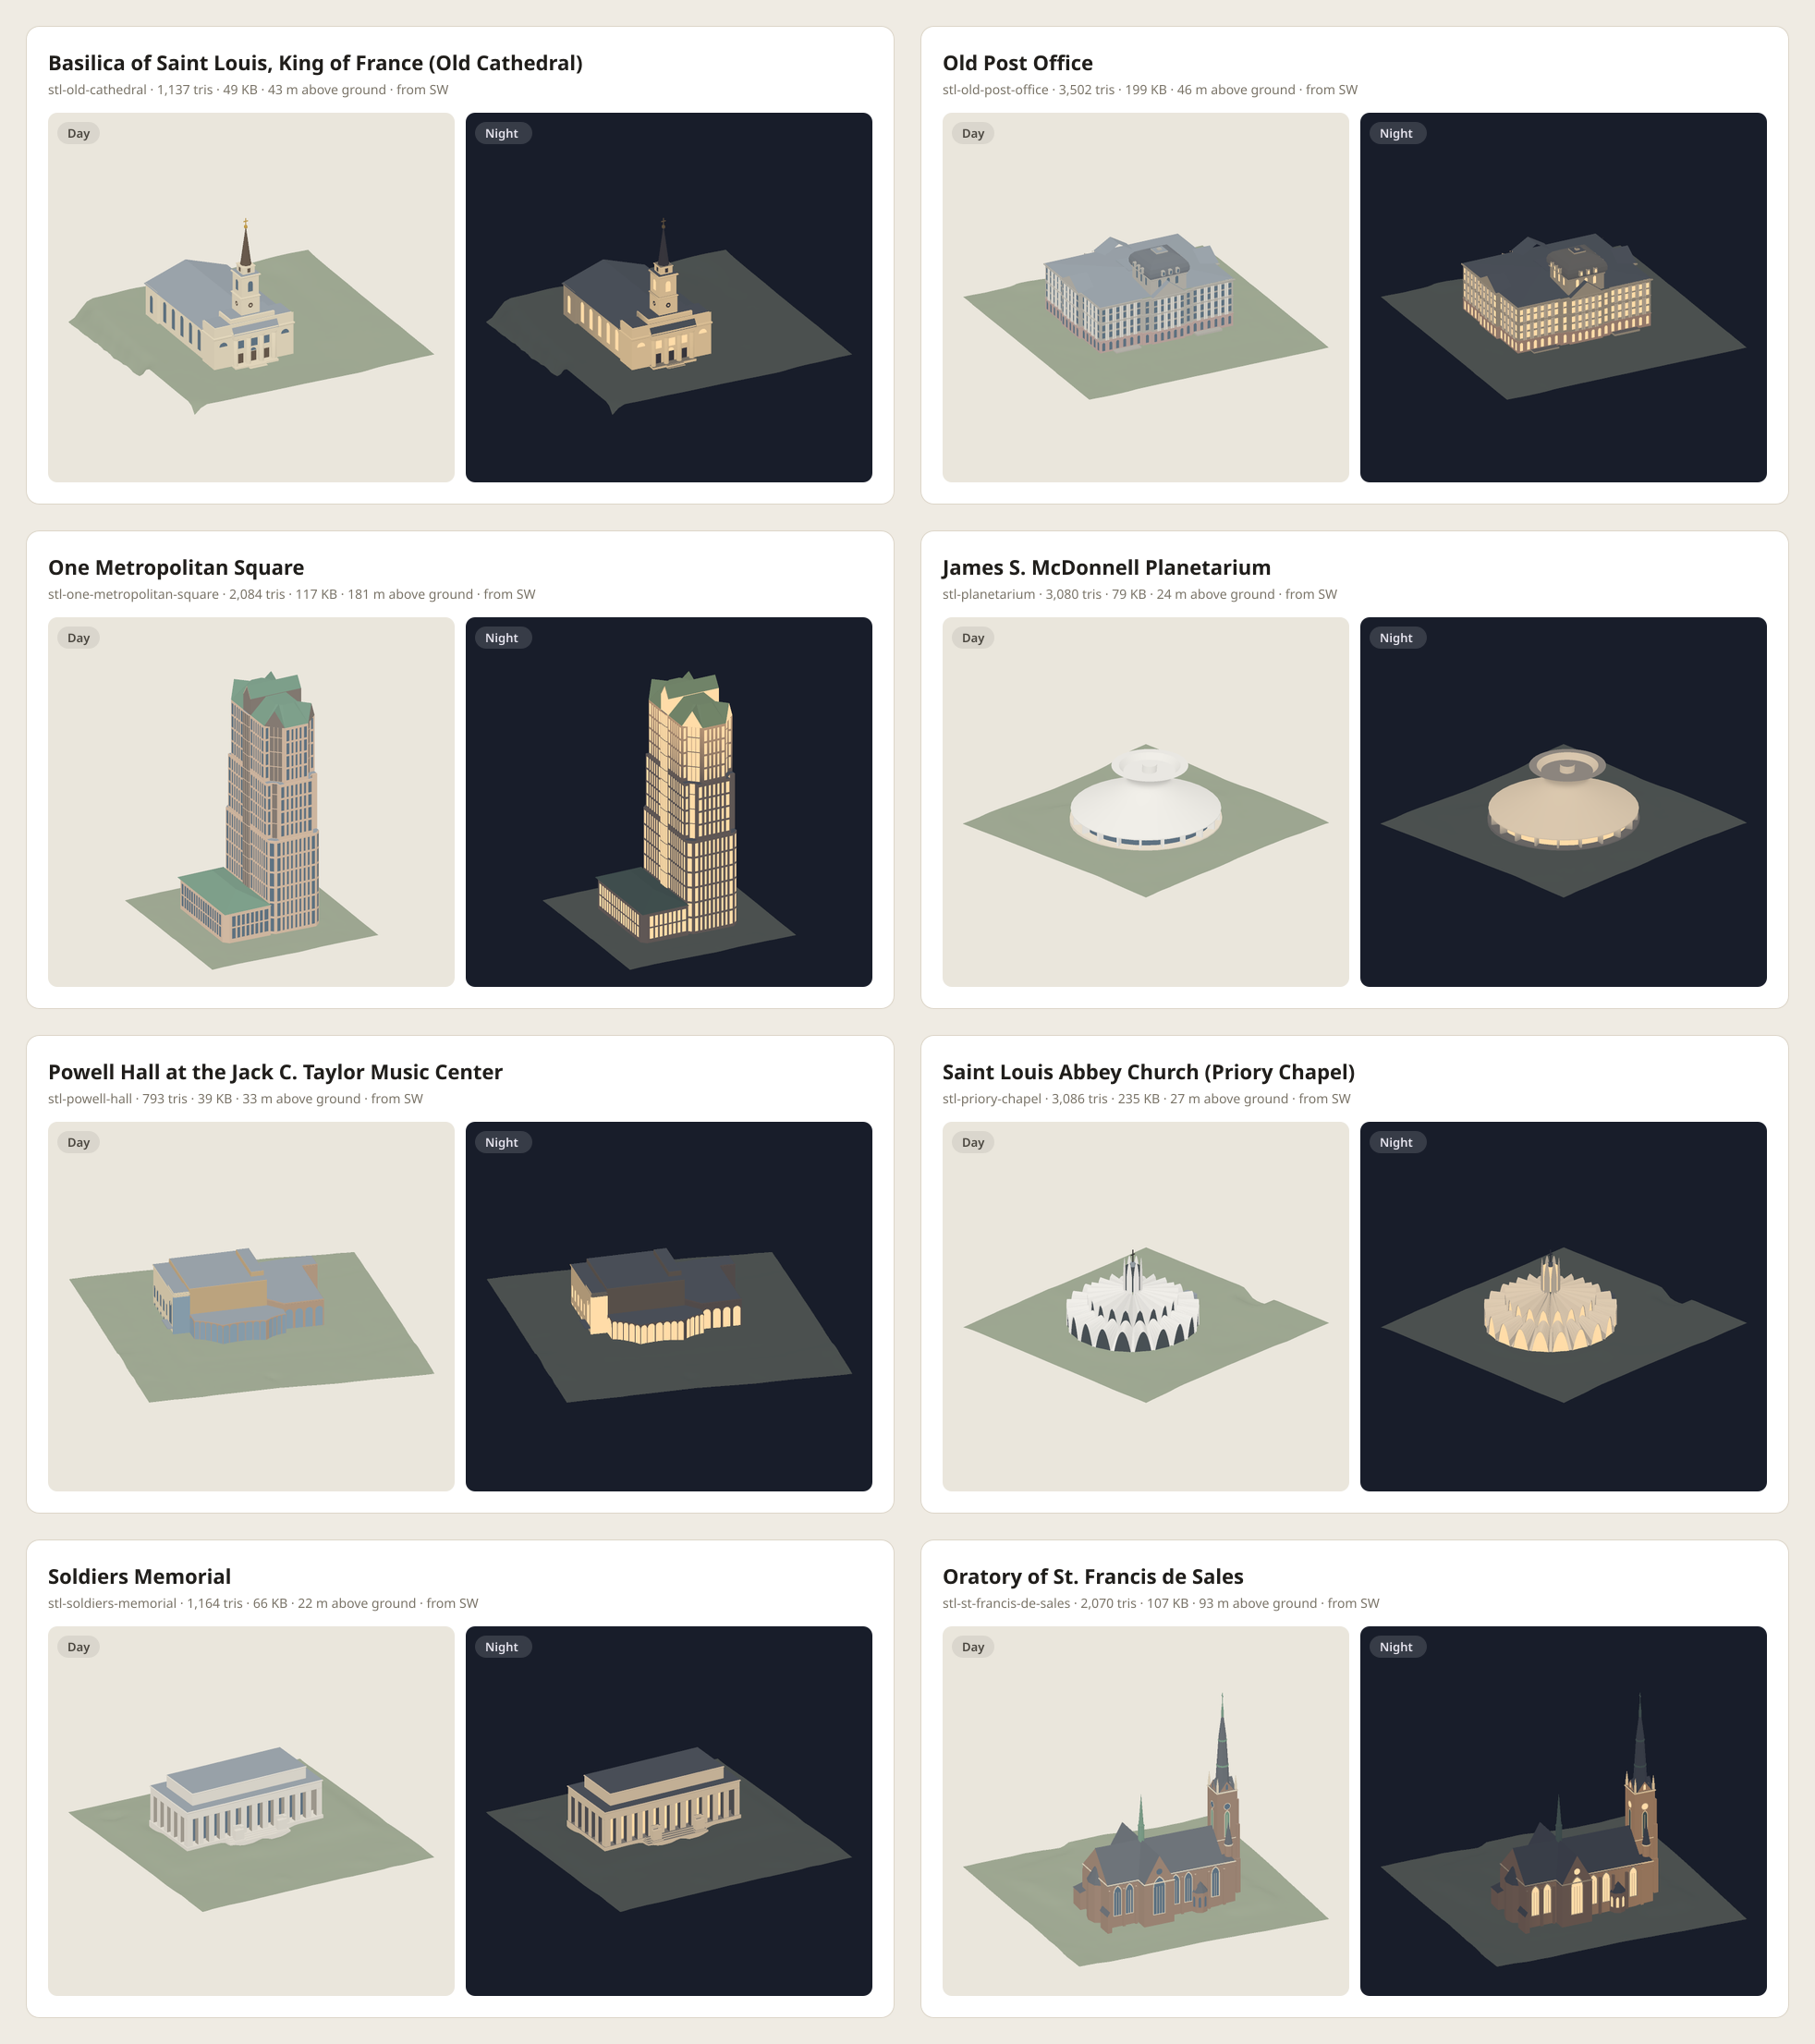 Basilica of Saint Louis, King of France (Old Cathedral)
stl-old-cathedral · 1,137 tris · 49 KB · 43 m above ground · from SW
Day
Night
Old Post Office
stl-old-post-office · 3,502 tris · 199 KB · 46 m above ground · from SW
Day
Night
One Metropolitan Square
stl-one-metropolitan-square · 2,084 tris · 117 KB · 181 m above ground · from SW
Day
Night
James S. McDonnell Planetarium
stl-planetarium · 3,080 tris · 79 KB · 24 m above ground · from SW
Day
Night
Powell Hall at the Jack C. Taylor Music Center
stl-powell-hall · 793 tris · 39 KB · 33 m above ground · from SW
Day
Night
Saint Louis Abbey Church (Priory Chapel)
stl-priory-chapel · 3,086 tris · 235 KB · 27 m above ground · from SW
Day
Night
Soldiers Memorial
stl-soldiers-memorial · 1,164 tris · 66 KB · 22 m above ground · from SW
Day
Night
Oratory of St. Francis de Sales
stl-st-francis-de-sales · 2,070 tris · 107 KB · 93 m above ground · from SW
Day
Night